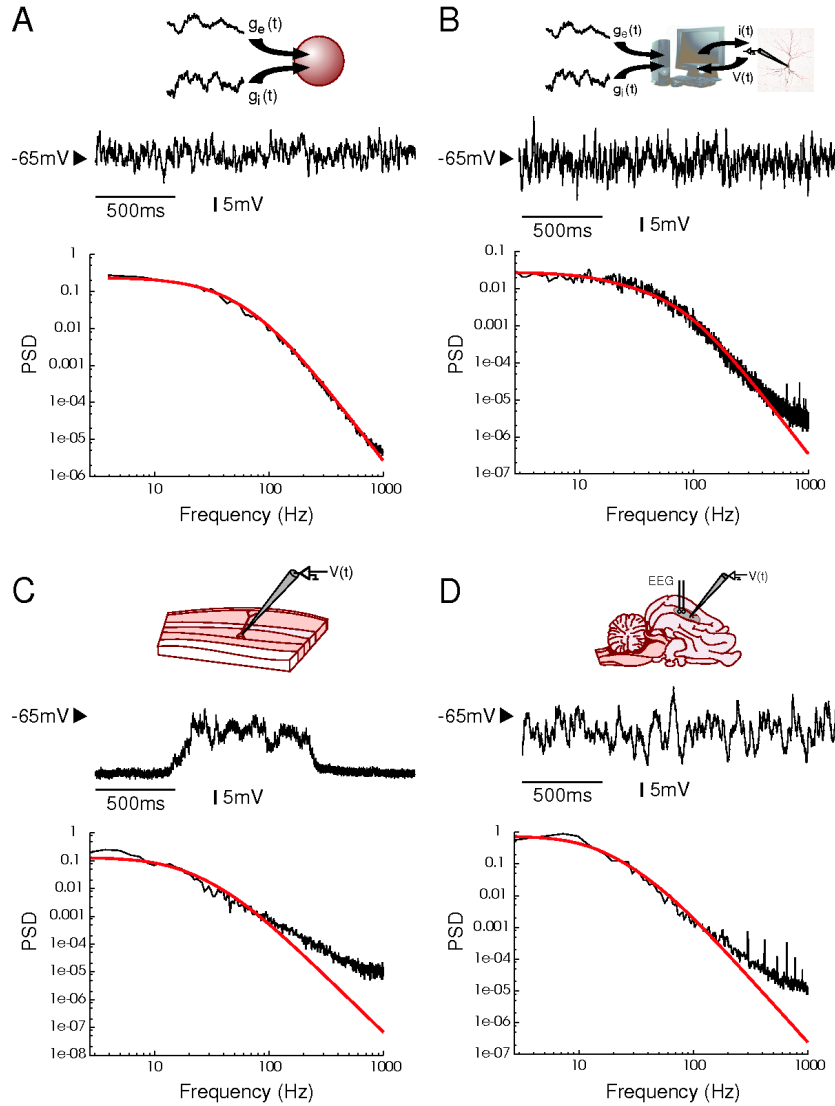 A
g_e(t)
g_i(t)
-65mV
500ms
5mV
1
0.1
0.01
0.001
1e-04
1e-05
1e-06
PSD
10
100
1000
Frequency (Hz)
B
g_e(t)
g_i(t)
i(t)
V(t)
-65mV
500ms
5mV
0.1
0.01
0.001
1e-04
1e-05
1e-06
1e-07
PSD
10
100
1000
Frequency (Hz)
C
V(t)
-65mV
500ms
5mV
1
0.1
0.01
0.001
1e-04
1e-05
1e-06
1e-07
1e-08
PSD
10
100
1000
Frequency (Hz)
D
EEG
V(t)
-65mV
500ms
5mV
1
0.1
0.01
0.001
1e-04
1e-05
1e-06
1e-07
PSD
10
100
1000
Frequency (Hz)